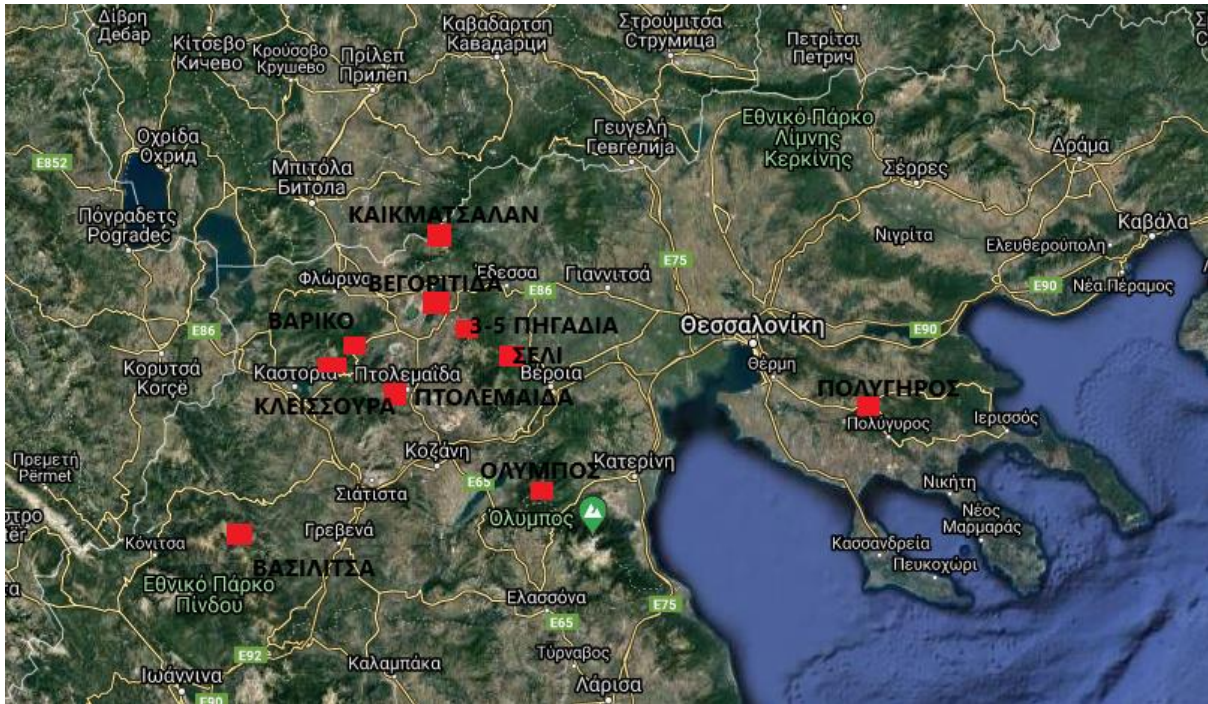 Δίβρη
Дебар
Κίτσεβο
Кичево
Κρούσοβο
Крушево
Πρίλεπ
Прилеп
Καβαδάρτση
Кавадарци
Στρούμιτσα
Струмица
Πετρίτσι
Петрич
Οχρίδα
Охрид
E852
Μπιτόλα
Битола
Γευγελή
Гевгелија
Εθνικό Πάρκο
Λίμνης
Κερκίνης
Σέρρες
Δράμα
Πόγραδετς
Pogradec
ΚΑΙΚΜΑΤΣΑΛΑΝ
Καβάλα
Νιγρίτα
Ελευθερούπολη
Φλώρινα
ΒΕΓΟΡΙΤΙΔΑ
Έδεσσα
E86
Γιαννιτσά
E75
E90
Νέα Πέραμος
E86
ΒΑΡΙΚΟ
3-5 ΠΗΓΑΔΙΑ
Θεσσαλονίκη
E90
Κορυτσά
Korçë
Καστοριά
Πτολεμαΐδα
ΣΕΛΙ
Βέροια
Θέρμη
ΚΛΕΙΣΣΟΥΡΑ
ΠΤΟΛΕΜΑΙΔΑ
ΠΟΛΥΓΗΡΟΣ
Πολύγυρος
Ιερισσός
Πρεμετή
Përmet
Κοζάνη
ΟΛΥΜΠΟΣ
Κατερίνη
E65
Σιάτιστα
Νικήτη
Όλυμπος
Νέος
Μαρμαράς
Κόνιτσα
Γρεβενά
Κασσανδρεία
Πευκοχώρι
ΒΑΣΙΛΙΤΣΑ
Εθνικό Πάρκο
Πίνδου
Ελασσόνα
E75
E65
E92
Καλαμπάκα
Τύρναβος
Ιωάννινα
Λάρισα
E90